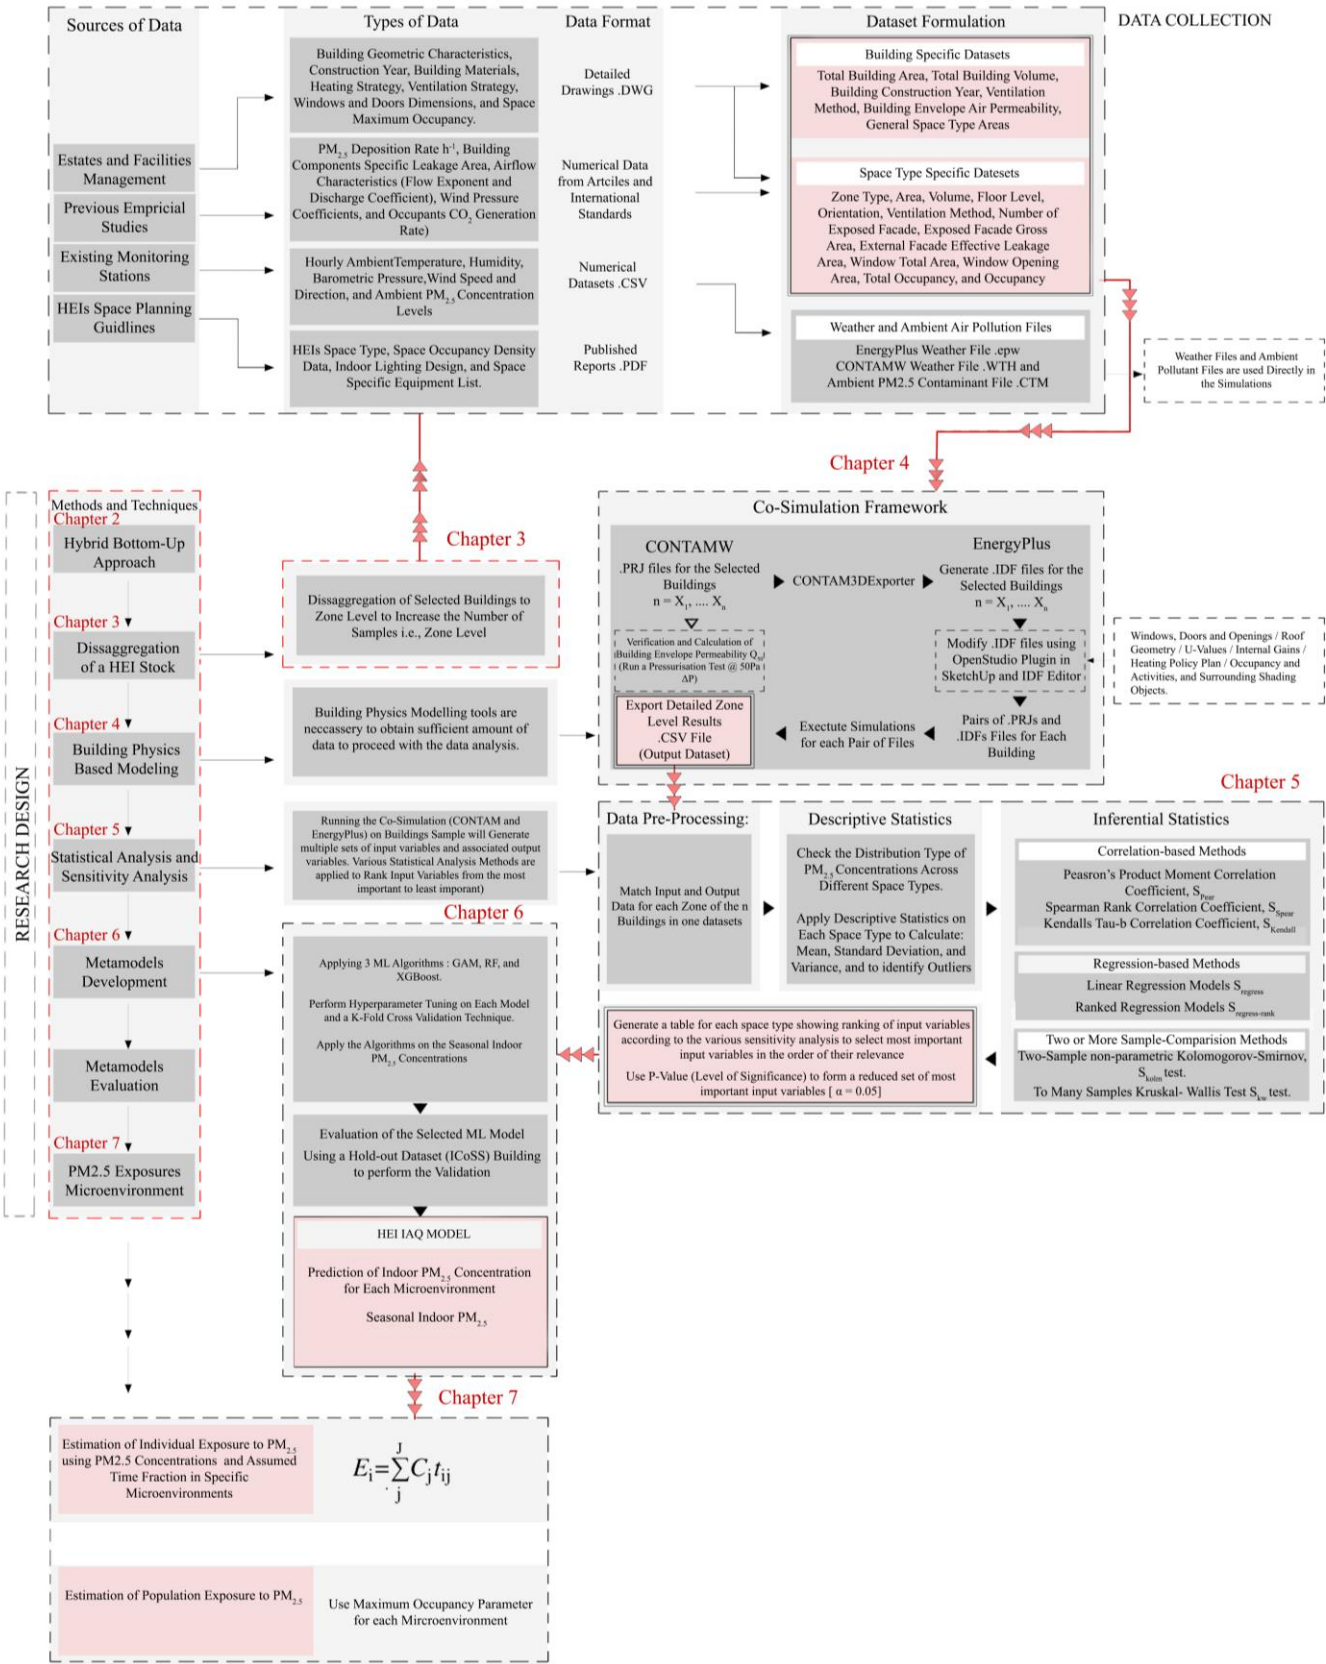 Sources of Data
Types of Data
Data Format
Dataset Formulation
DATA COLLECTION
Estates and Facilities
Management
Previous Empricial
Studies
Existing Monitoring
Stations
HEIs Space Planning
Guidlines
Building Geometric Characteristics,
Construction Year, Building Materials,
Heating Strategy, Ventilation Strategy,
Windows and Doors Dimensions, and Space
Maximum Occupancy.
PM2.5 Deposition Rate h-1, Building
Components Specific Leakage Area, Airflow
Characteristics (Flow Exponent and
Discharge Coefficient), Wind Pressure
Coefficients, and Occupants CO2 Generation
Rate)
Hourly AmbientTemperature, Humidity,
Barometric Pressure,Wind Speed and
Direction, and Ambient PM2.5 Concentration
Levels
HEIs Space Type, Space Occupancy Density
Data, Indoor Lighting Design, and Space
Specific Equipment List.
Detailed
Drawings .DWG
Numerical Data
from Artciles and
International
Standards
Numerical
Datasets .CSV
Published
Reports .PDF
Building Specific Datasets
Total Building Area, Total Building Volume,
Building Construction Year, Ventilation
Method, Building Envelope Air Permeability,
General Space Type Areas
Space Type Specific Datesets
Zone Type, Area, Volume, Floor Level,
Orientation, Ventilation Method, Number of
Exposed Facade, Exposed Facade Gross
Area, External Facade Effective Leakage
Area, Window Total Area, Window Opening
Area, Total Occupancy, and Occupancy
Weather and Ambient Air Pollution Files
EnergyPlus Weather File .epw
CONTAMW Weather File .WTH and
Ambient PM2.5 Contaminant File .CTM
Weather Files and Ambient
Pollutant Files are used Directly in
the Simulations
RESEARCH DESIGN
Methods and Techniques
Chapter 2
Hybrid Bottom-Up
Approach
Chapter 3
Dissaggregation
of a HEI Stock
Chapter 4
Building Physics
Based Modeling
Chapter 5
Statistical Analysis and
Sensitivity Analysis
Chapter 6
Metamodels
Development
Metamodels
Evaluation
Chapter 7
PM2.5 Exposures
Microenvironment
Chapter 3
Dissaggregation of Selected Buildings to
Zone Level to Increase the Number of
Samples i.e., Zone Level
Building Physics Modelling tools are
neccassery to obtain sufficient amount of
data to proceed with the data analysis.
Running the Co-Simulation (CONTAM and
EnergyPlus) on Buildings Sample will Generate
multiple sets of input variables and associated output
variables. Various Statistical Analysis Methods are
applied to Rank Input Variables from the most
important to least imporant)
Chapter 4
Co-Simulation Framework
CONTAMW
.PRJ files for the Selected
Buildings
n = X1, .... Xn
CONTAM3DExporter
EnergyPlus
Generate .IDF files for the
Selected Buildings
n = X1, .... Xn
Verification and Calculation of
Building Envelope Permeability Q50
(Run a Pressurisation Test @ 50Pa
ΔP)
Modify .IDF files using
OpenStudio Plugin in
SketchUp and IDF Editor
Export Detailed Zone
Level Results
.CSV File
(Output Dataset)
Exectute Simulations
for each Pair of Files
Pairs of .PRJs and
.IDFs Files for Each
Building
Windows, Doors and Openings / Roof
Geometry / U-Values / Internal Gains /
Heating Policy Plan / Occupancy and
Activities, and Surrounding Shading
Objects.
Chapter 5
Data Pre-Processing:
Match Input and Output
Data for each Zone of the n
Buildings in one datasets
Descriptive Statistics
Check the Distribution Type of
PM2.5 Concentrations Across
Different Space Types.
Apply Descriptive Statistics on
Each Space Type to Calculate:
Mean, Standard Deviation, and
Variance, and to identify Outliers
Inferential Statistics
Correlation-based Methods
Peasron's Product Moment Correlation
Coefficient, SPear
Spearman Rank Correlation Coefficient, SSpear
Kendalls Tau-b Correlation Coefficient, SKendall
Regression-based Methods
Linear Regression Models Sregress
Ranked Regression Models Sregress-rank
Two or More Sample-Comparision Methods
Two-Sample non-parametric Kolomogorov-Smirnov,
Skolm test.
To Many Samples Kruskal- Wallis Test Skw test.
Generate a table for each space type showing ranking of input variables
according to the various sensitivity analysis to select most important
input variables in the order of their relevance
Use P-Value (Level of Significance) to form a reduced set of most
important input variables [ α = 0.05]
Chapter 6
Applying 3 ML Algorithms : GAM, RF, and
XGBoost.
Perform Hyperparameter Tuning on Each Model
and a K-Fold Cross Validation Technique.
Apply the Algorithms on the Seasonal Indoor
PM2.5 Concentrations
Evaluation of the Selected ML Model
Using a Hold-out Dataset (ICoSS) Building
to perform the Validation
HEI IAQ MODEL
Prediction of Indoor PM2.5 Concentration
for Each Microenvironment
Seasonal Indoor PM2.5
Chapter 7
Estimation of Individual Exposure to PM2.5
using PM2.5 Concentrations and Assumed
Time Fraction in Specific
Microenvironments
Ei=∑Jj Cjtij
Estimation of Population Exposure to PM2.5
Use Maximum Occupancy Parameter
for each Mircroenvironment